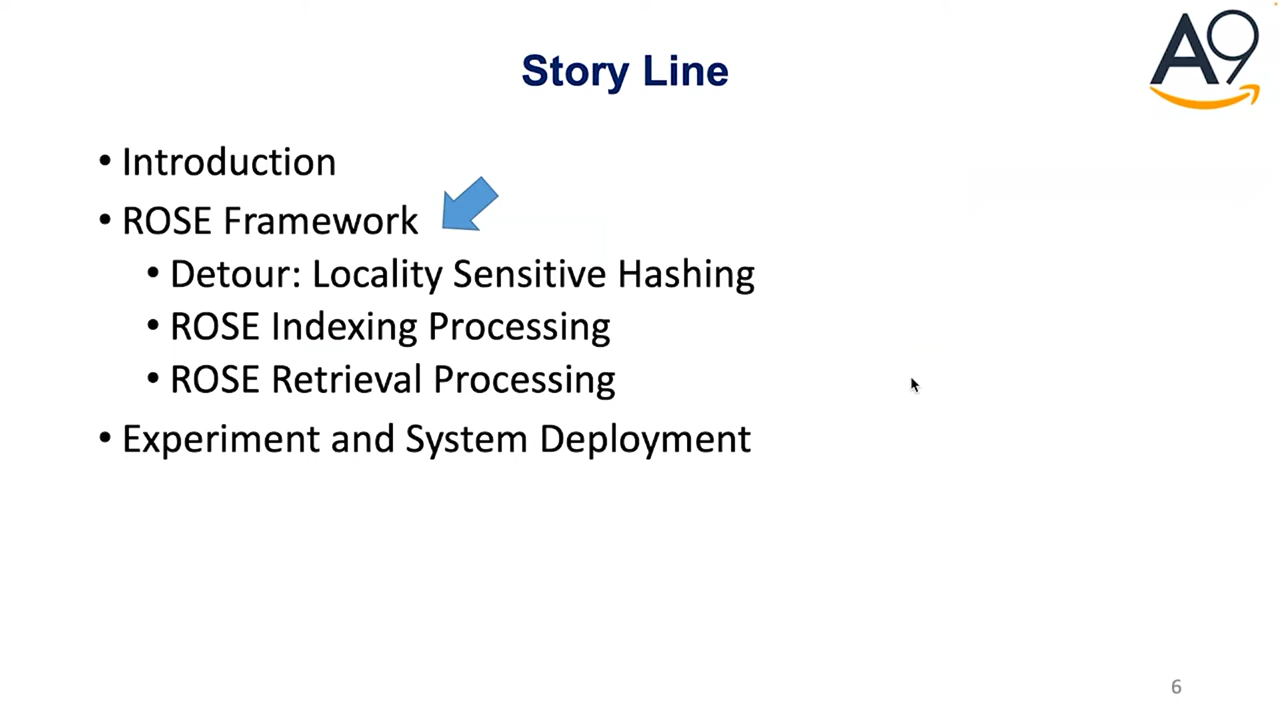 A9
Story Line
• Introduction
• ROSE Framework
• Detour: Locality Sensitive Hashing
• ROSE Indexing Processing
• ROSE Retrieval Processing
• Experiment and System Deployment
6